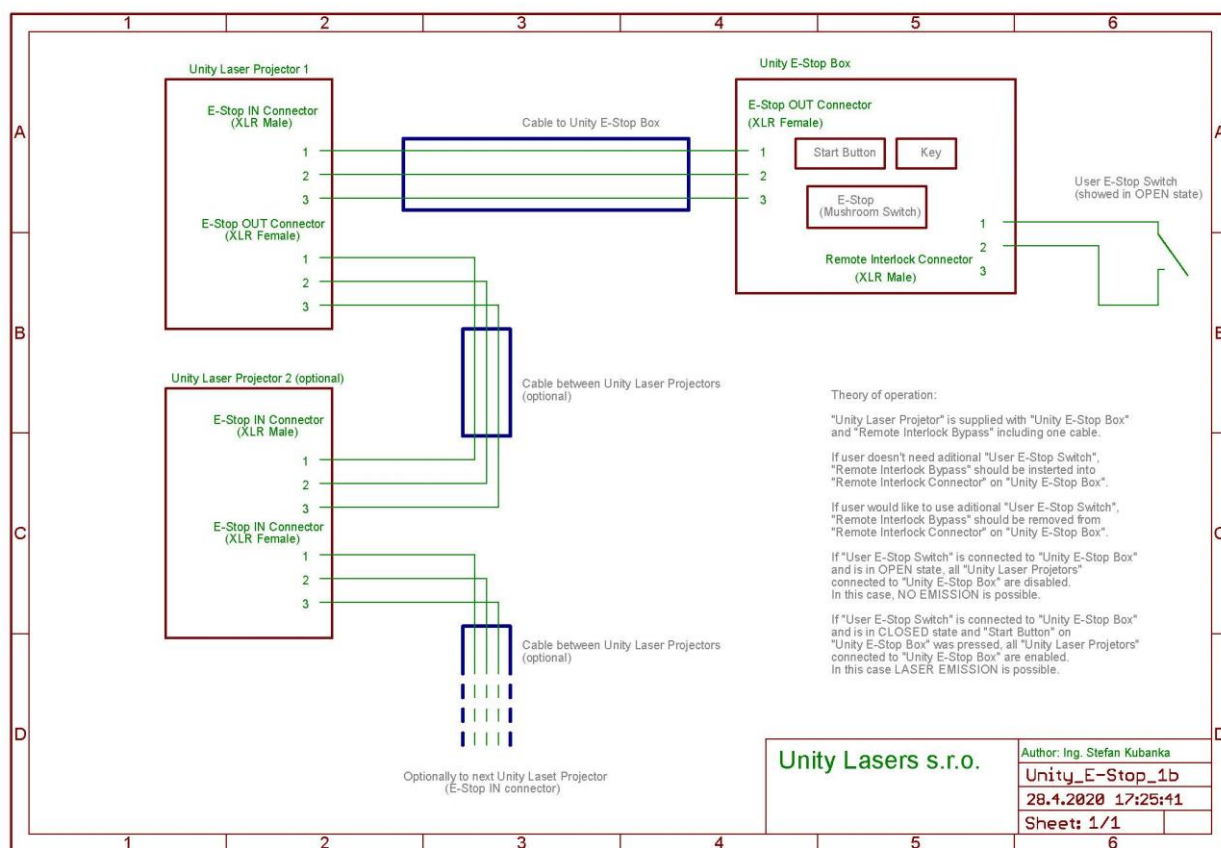 1 2 3 4 5 6
A
B
C
D
A
B
C
D
Unity Laser Projector 1
E-Stop IN Connector
(XLR Male)
1
2
3
E-Stop OUT Connector
(XLR Female)
1
2
3
Cable to Unity E-Stop Box
Unity E-Stop Box
E-Stop OUT Connector
(XLR Female)
1
2
3
Start Button
Key
E-Stop
(Mushroom Switch)
1
2
3
Remote Interlock Connector
(XLR Male)
User E-Stop Switch
(showed in OPEN state)
Cable between Unity Laser Projectors
(optional)
Unity Laser Projector 2 (optional)
E-Stop IN Connector
(XLR Male)
1
2
3
E-Stop IN Connector
(XLR Female)
1
2
3
Cable between Unity Laser Projectors
(optional)
Optionally to next Unity Laset Projector
(E-Stop IN connector)
Theory of operation:
"Unity Laser Projetor" is supplied with "Unity E-Stop Box"
and "Remote Interlock Bypass" including one cable.
If user doesn't need aditional "User E-Stop Switch",
"Remote Interlock Bypass" should be insterted into
"Remote Interlock Connector" on "Unity E-Stop Box".
If user would like to use aditional "User E-Stop Switch",
"Remote Interlock Bypass" should be removed from
"Remote Interlock Connector" on "Unity E-Stop Box".
If "User E-Stop Switch" is connected to "Unity E-Stop Box"
and is in OPEN state, all "Unity Laser Projetors"
connected to "Unity E-Stop Box" are disabled.
In this case, NO EMISSION is possible.
If "User E-Stop Switch" is connected to "Unity E-Stop Box"
and is in CLOSED state and "Start Button" on
"Unity E-Stop Box" was pressed, all "Unity Laser Projetors"
connected to "Unity E-Stop Box" are enabled.
In this case LASER EMISSION is possible.
Unity Lasers s.r.o.
Author: Ing. Stefan Kubanka
Unity_E-Stop_1b
28.4.2020 17:25:41
Sheet: 1/1
1 2 3 4 5 6